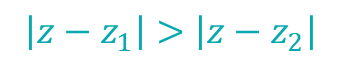 |z − z₁| > |z − z₂|